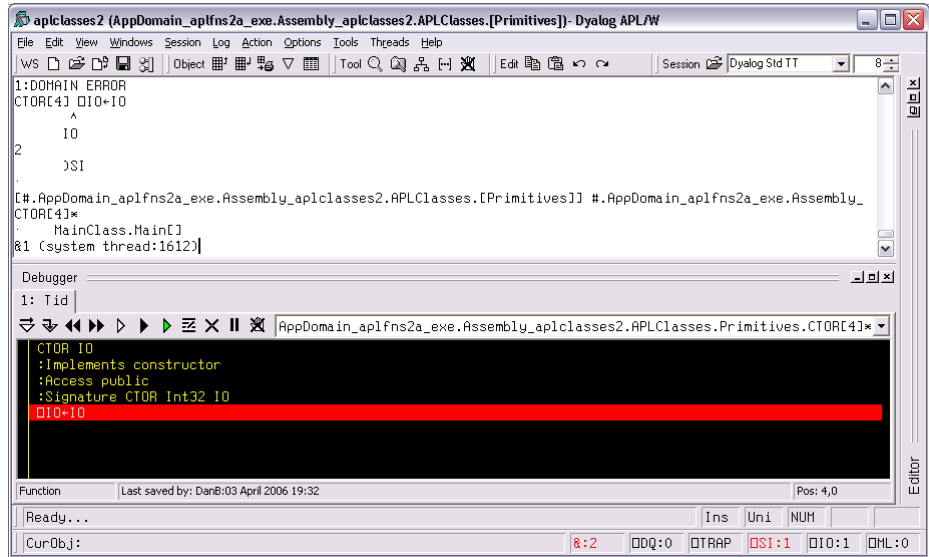 aplclasses2 (AppDomain_aplfns2a_exe.Assembly_aplclasses2.APLClasses.[Primitives])- Dyalog APL/W
File Edit View Windows Session Log Action Options Tools Threads Help
WS Object Tool Edit Session Dyalog Std TT 8
1:DOMAIN ERROR
CTOR[4] ⎕IO←IO
^
IO
2
)SI
·
[#.AppDomain_aplfns2a_exe.Assembly_aplclasses2.APLClasses.[Primitives]] #.AppDomain_aplfns2a_exe.Assembly_
CTOR[4]*
· MainClass.Main[]
&1 (system thread:1612)
Debugger
1: Tid
AppDomain_aplfns2a_exe.Assembly_aplclasses2.APLClasses.Primitives.CTOR[4]*
CTOR IO
:Implements constructor
:Access public
:Signature CTOR Int32 IO
⎕IO←IO
Editor
Function Last saved by: DanB:03 April 2006 19:32 Pos: 4,0
Ready... Ins Uni NUM
CurObj: &:2 ⎕DQ:0 ⎕TRAP ⎕SI:1 ⎕IO:1 ⎕ML:0